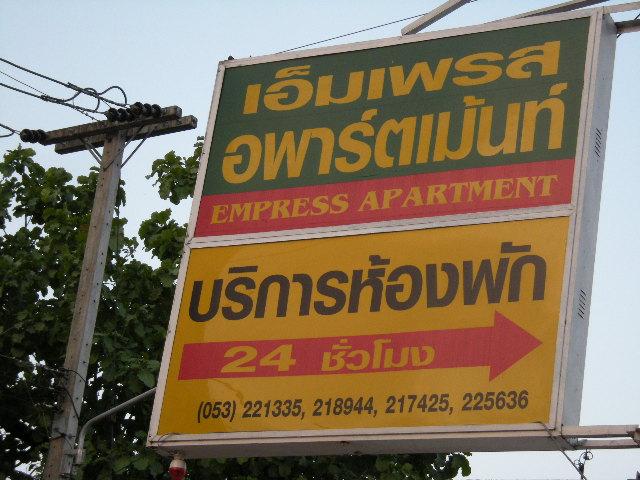 เอ็มเพรส
อพาร์ตเม้นท์
EMPRESS APARTMENT
บริการห้องพัก
24 ชั่วโมง
(053) 221335, 218944, 217425, 225636